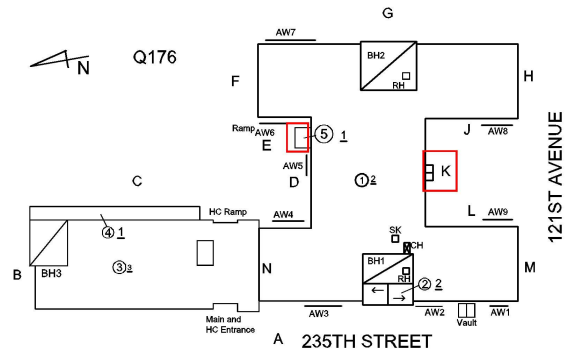 G
AW7
Q176
N
BH2
RH
F
H
Ramp
AW6
5 1
J
AW8
E
AW5
K
121ST AVENUE
C
D
1 2
HC Ramp
AW4
L
AW9
4 1
SK
CH
BH3
B
3 3
N
BH1
RH
2 2
M
Main and
HC Entrance
AW3
AW2
AW1
Vault
A
235TH STREET